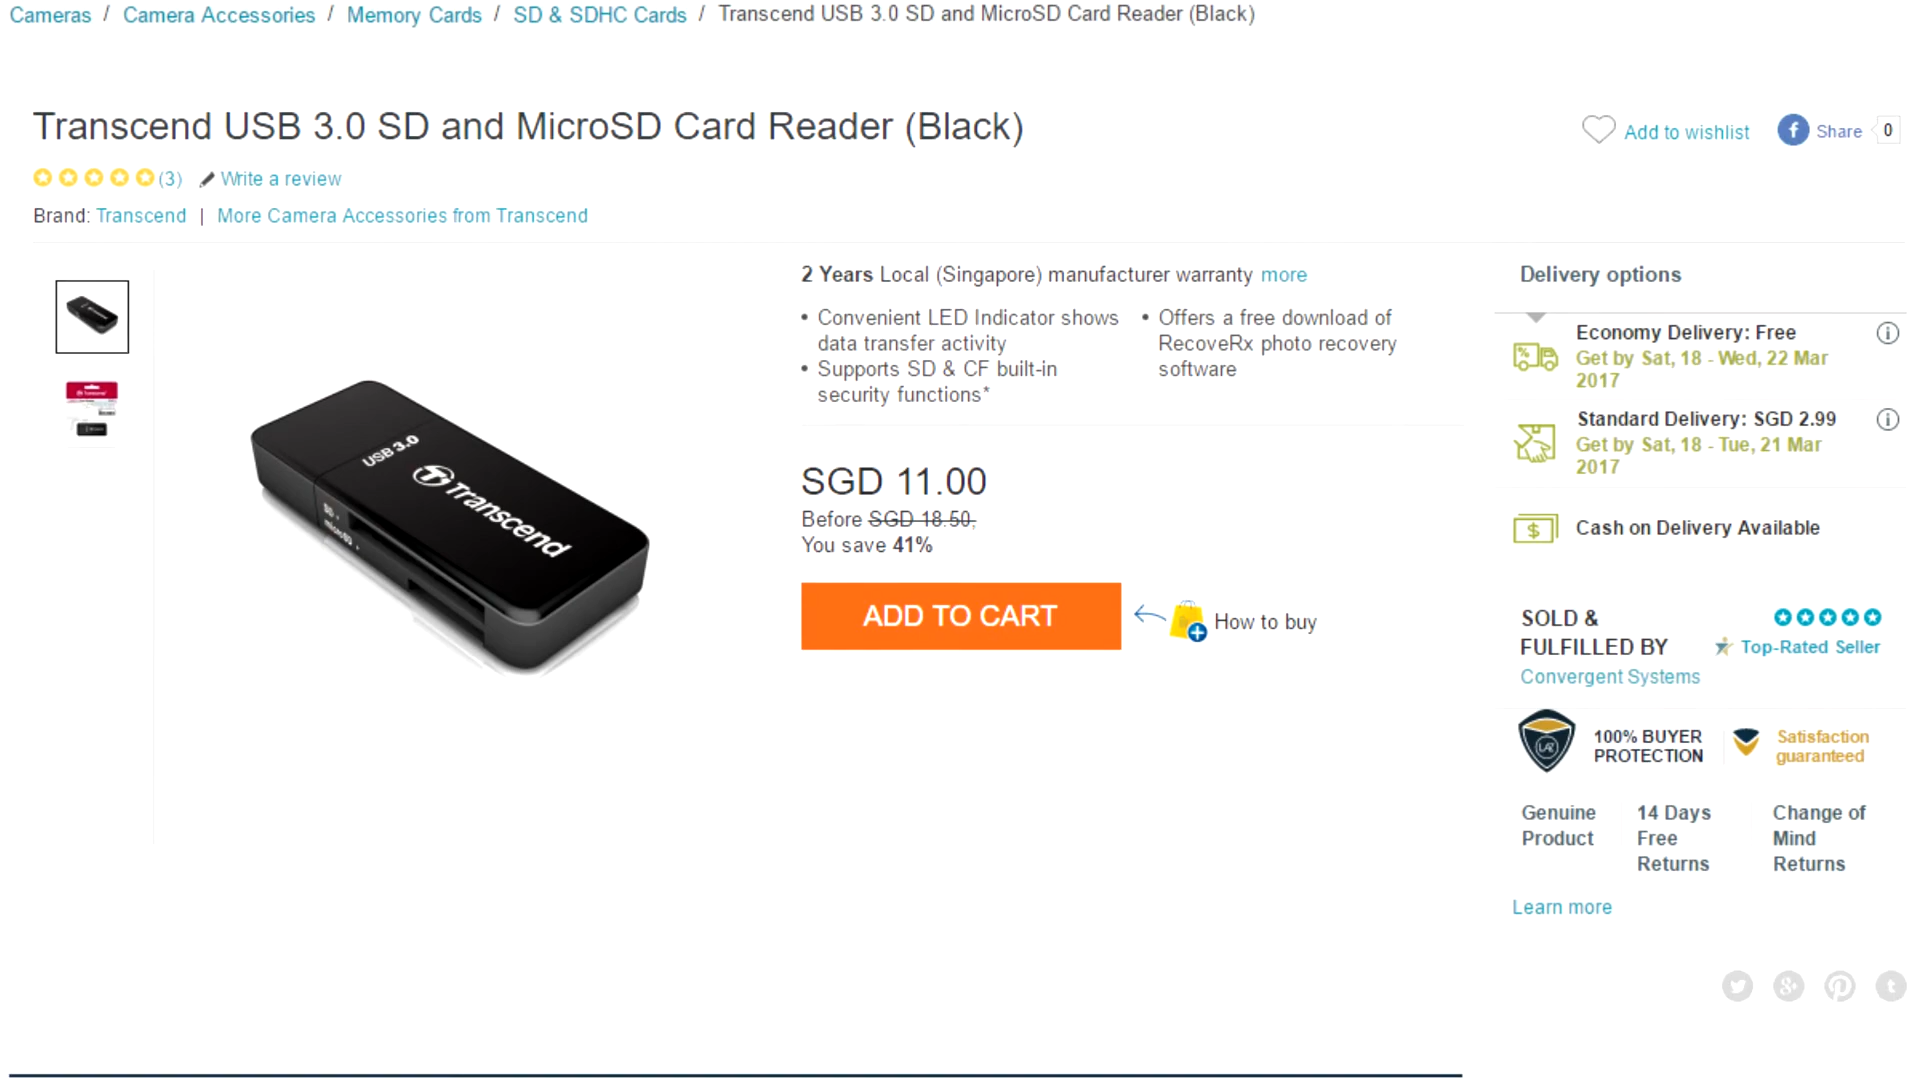 Cameras / Camera Accessories / Memory Cards / SD & SDHC Cards / Transcend USB 3.0 SD and MicroSD Card Reader (Black)
Transcend USB 3.0 SD and MicroSD Card Reader (Black)
Add to wishlist
f Share 0
(3) Write a review
Brand: Transcend | More Camera Accessories from Transcend
USB 3.0
Transcend
SD
microSD
2 Years Local (Singapore) manufacturer warranty more
• Convenient LED Indicator shows
data transfer activity
• Supports SD & CF built-in
security functions*
• Offers a free download of
RecoveRx photo recovery
software
SGD 11.00
Before SGD 18.50,
You save 41%
ADD TO CART
How to buy
Delivery options
Economy Delivery: Free
Get by Sat, 18 - Wed, 22 Mar
2017
Standard Delivery: SGD 2.99
Get by Sat, 18 - Tue, 21 Mar
2017
Cash on Delivery Available
SOLD &
FULFILLED BY
Top-Rated Seller
Convergent Systems
100% BUYER
PROTECTION
Satisfaction
guaranteed
Genuine
Product
14 Days
Free
Returns
Change of
Mind
Returns
Learn more